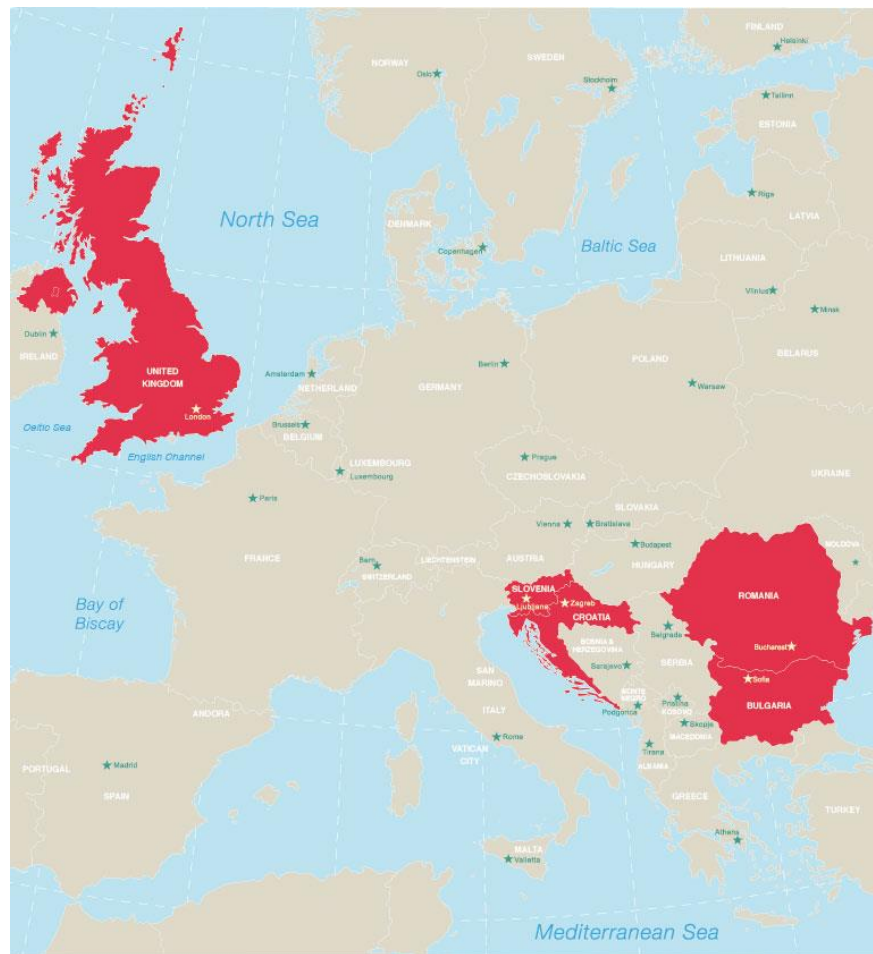 FINLAND
Helsinki
NORWAY
SWEDEN
Oslo
Stockholm
Tallinn
ESTONIA
Riga
LATVIA
North Sea
DENMARK
Copenhagen
Baltic Sea
LITHUANIA
Vilnius
Minsk
BELARUS
Dublin
IRELAND
UNITED
KINGDOM
London
Amsterdam
NETHERLAND
Berlin
GERMANY
POLAND
Warsaw
Celtic Sea
English Channel
Brussels
BELGIUM
LUXEMBOURG
Luxembourg
Prague
CZECHOSLOVAKIA
UKRAINE
Paris
SLOVAKIA
Vienna
Bratislava
Budapest
HUNGARY
MOLDOVA
FRANCE
Bern
SWITZERLAND
LIECHTENSTEIN
AUSTRIA
SLOVENIA
Ljubljana
Zagreb
CROATIA
ROMANIA
Bucharest
Bay of
Biscay
BOSNIA &
HERZEGOVINA
Sarajevo
Belgrade
SERBIA
SAN
MARINO
ITALY
MONTE
NEGRO
Podgorica
Pristina
KOSOVO
Sofia
BULGARIA
ANDORA
Rome
VATICAN
CITY
Skopje
MACEDONIA
Tirana
ALBANIA
PORTUGAL
Madrid
SPAIN
GREECE
TURKEY
Athens
MALTA
Valletta
Mediterranean Sea